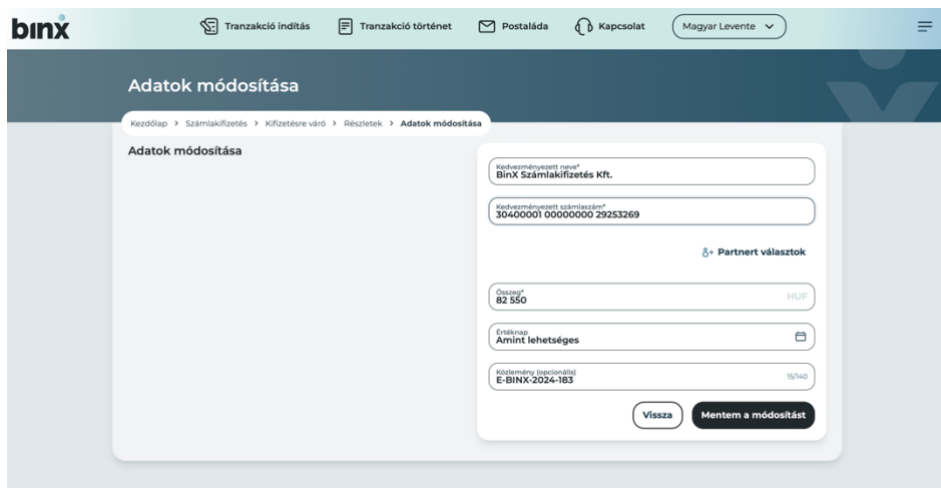 binx
Tranzakció indítás
Tranzakció történet
Postaláda
Kapcsolat
Magyar Levente
Adatok módosítása
Kezdőlap > Számlakifizetés > Kifizetésre váró > Részletek > Adatok módosítása
Adatok módosítása
Kedvezményezett neve*
BinX Számlakifizetés Kft.
Kedvezményezett számlaszám*
30400001 00000000 29253269
Partnert választok
Összeg*
82 550 HUF
Értéknap
Amint lehetséges
Közlemény (opcionális)
E-BINX-2024-183 15/140
Vissza
Mentem a módosítást